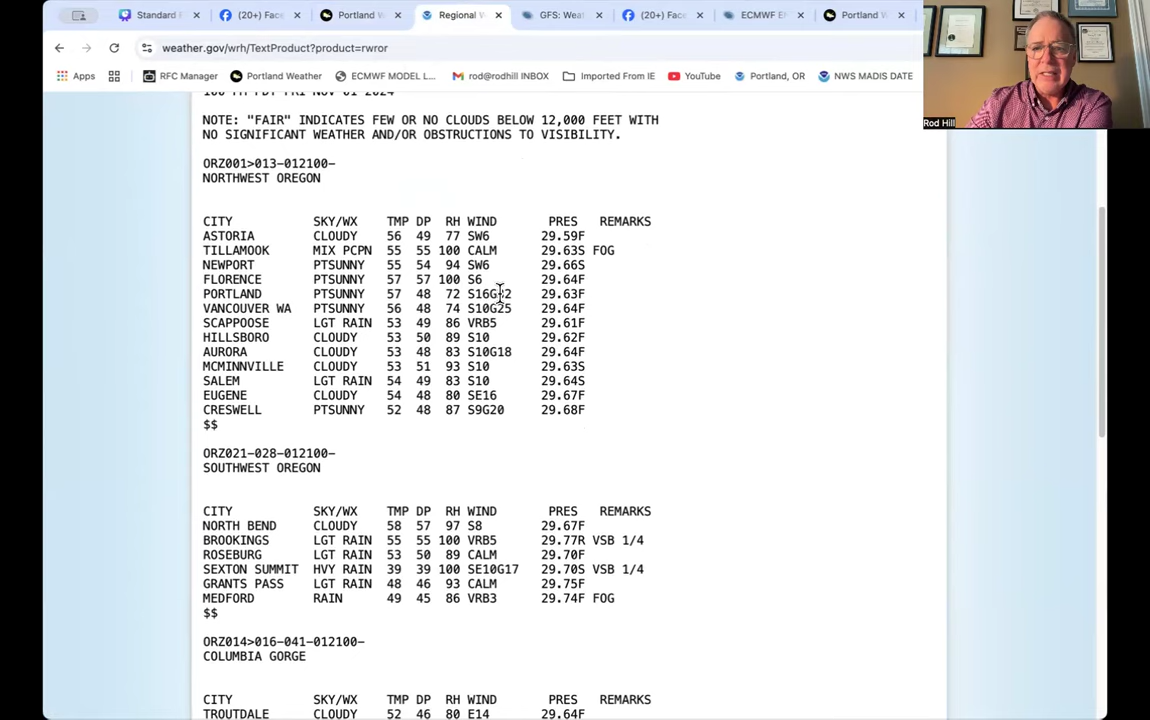 Standard F
(20+) Face
Portland W
Regional W
GFS: Weat
(20+) Face
ECMWF EN
Portland W
weather.gov/wrh/TextProduct?product=rwror
Apps
RFC Manager
Portland Weather
ECMWF MODEL L...
rod@rodhill INBOX
Imported From IE
YouTube
Portland, OR
NWS MADIS DATE
Rod Hill
100 PM PDT FRI NOV 01 2024
NOTE: "FAIR" INDICATES FEW OR NO CLOUDS BELOW 12,000 FEET WITH
NO SIGNIFICANT WEATHER AND/OR OBSTRUCTIONS TO VISIBILITY.
ORZ001>013-012100-
NORTHWEST OREGON
CITY SKY/WX TMP DP RH WIND PRES REMARKS
ASTORIA CLOUDY 56 49 77 SW6 29.59F
TILLAMOOK MIX PCPN 55 55 100 CALM 29.63S FOG
NEWPORT PTSUNNY 55 54 94 SW6 29.66S
FLORENCE PTSUNNY 57 57 100 S6 29.64F
PORTLAND PTSUNNY 57 48 72 29.63F
VANCOUVER WA PTSUNNY 56 48 74 S10G25 29.64F
SCAPPOOSE LGT RAIN 53 49 86 VRB5 29.61F
HILLSBORO CLOUDY 53 50 89 S10 29.62F
AURORA CLOUDY 53 48 83 S10G18 29.64F
MCMINNVILLE CLOUDY 53 51 93 S10 29.63S
SALEM LGT RAIN 54 49 83 S10 29.64S
EUGENE CLOUDY 54 48 80 SE16 29.67F
CRESWELL PTSUNNY 52 48 87 S9G20 29.68F
$$
ORZ021-028-012100-
SOUTHWEST OREGON
CITY SKY/WX TMP DP RH WIND PRES REMARKS
NORTH BEND CLOUDY 58 57 97 S8 29.67F
BROOKINGS LGT RAIN 55 55 100 VRB5 29.77R VSB 1/4
ROSEBURG LGT RAIN 53 50 89 CALM 29.70F
SEXTON SUMMIT HVY RAIN 39 39 100 SE10G17 29.70S VSB 1/4
GRANTS PASS LGT RAIN 48 46 93 CALM 29.75F
MEDFORD RAIN 49 45 86 VRB3 29.74F FOG
$$
ORZ014>016-041-012100-
COLUMBIA GORGE
CITY SKY/WX TMP DP RH WIND PRES REMARKS
TROUTDALE CLOUDY 52 46 80 E14 29.64F